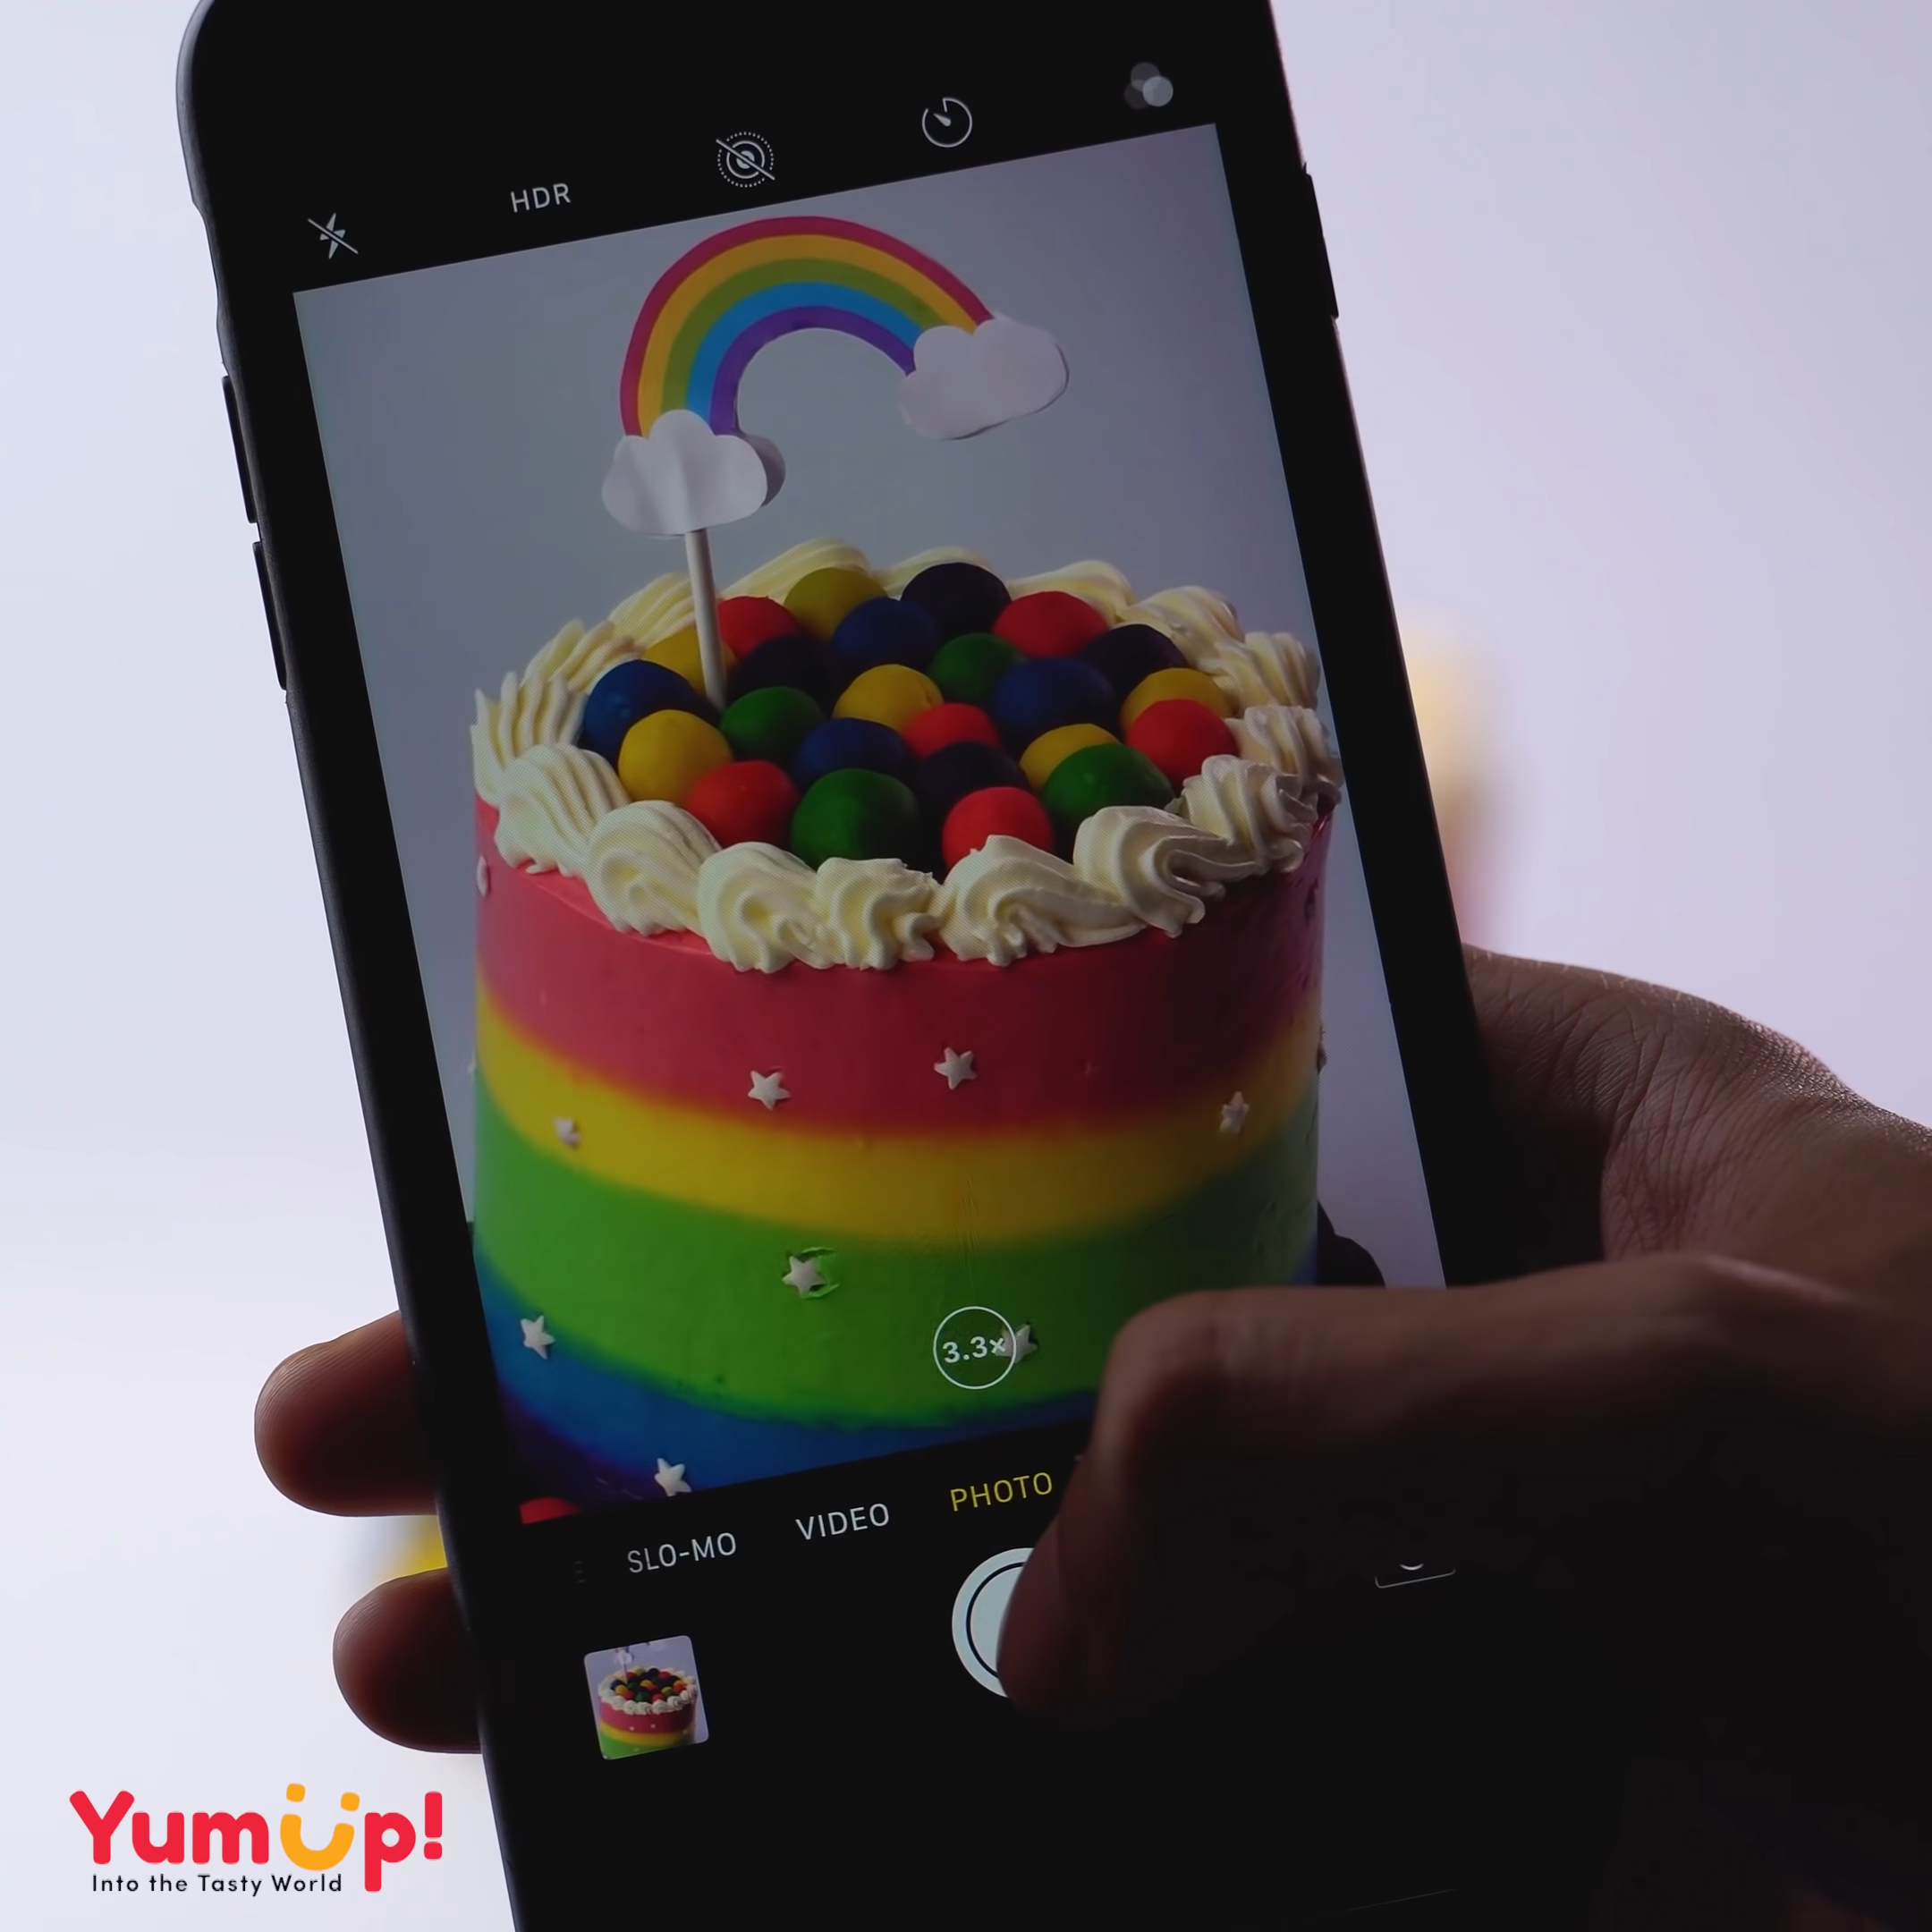 HDR
3.3×
SLO-MO VIDEO PHOTO
YumUp!
Into the Tasty World